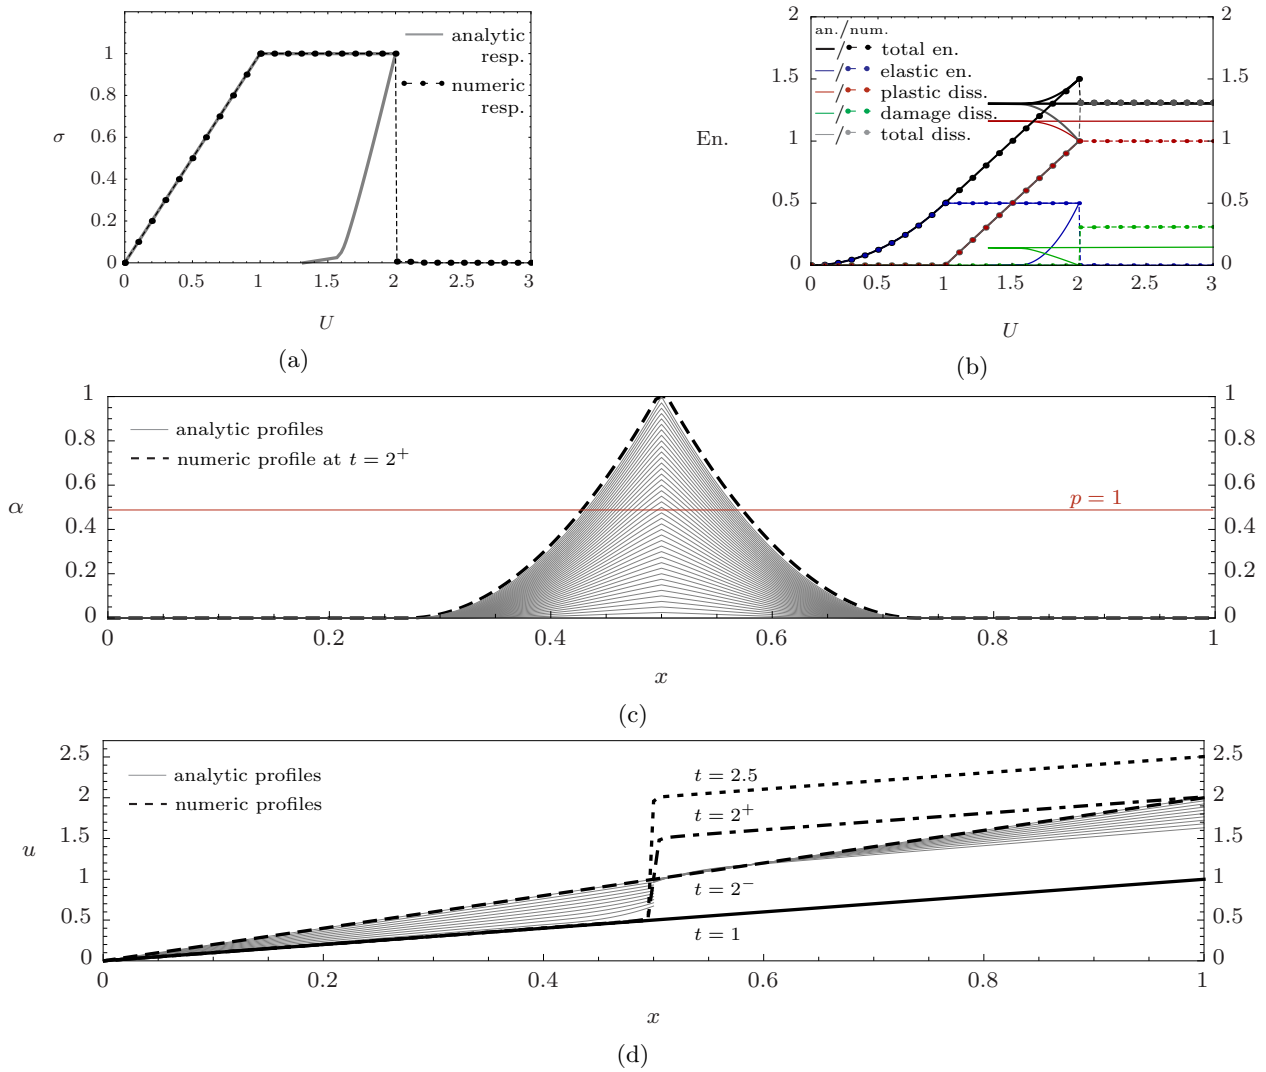 1
0.8
0.6
σ
0.4
0.2
0
0 0.5 1 1.5 2 2.5 3
U
analytic
resp.
numeric
resp.
(a)
2
1.5
En. 1
0.5
0
an./num.
/ total en.
/ elastic en.
/ plastic diss.
/ damage diss.
/ total diss.
2
1.5
1
0.5
0
0 0.5 1 1.5 2 2.5 3
U
(b)
1
0.8
0.6
α
0.4
0.2
0
analytic profiles
numeric profile at t = 2⁺
p = 1
1
0.8
0.6
0.4
0.2
0
0 0.2 0.4 0.6 0.8 1
x
(c)
2.5
2
1.5
u
1
0.5
0
analytic profiles
numeric profiles
t = 2.5
t = 2⁺
t = 2⁻
t = 1
2.5
2
1.5
1
0.5
0
0 0.2 0.4 0.6 0.8 1
x
(d)